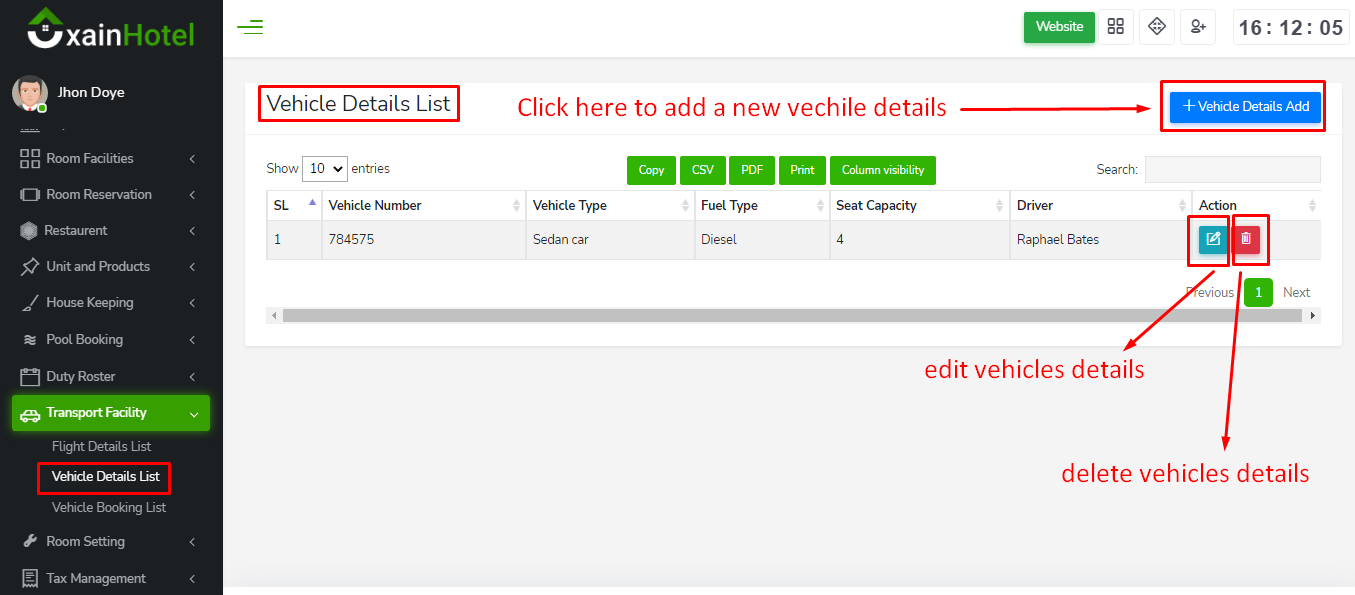 xainHotel
Website
16 : 12 : 05
Jhon Doye
Room Facilities
Room Reservation
Restaurent
Unit and Products
House Keeping
Pool Booking
Duty Roster
Transport Facility
Flight Details List
Vehicle Details List
Vehicle Booking List
Room Setting
Tax Management
Vehicle Details List
Click here to add a new vechile details
+ Vehicle Details Add
Show 10 entries
Copy CSV PDF Print Column visibility
Search:
SL Vehicle Number Vehicle Type Fuel Type Seat Capacity Driver Action
1 784575 Sedan car Diesel 4 Raphael Bates
Previous 1 Next
edit vehicles details
delete vehicles details